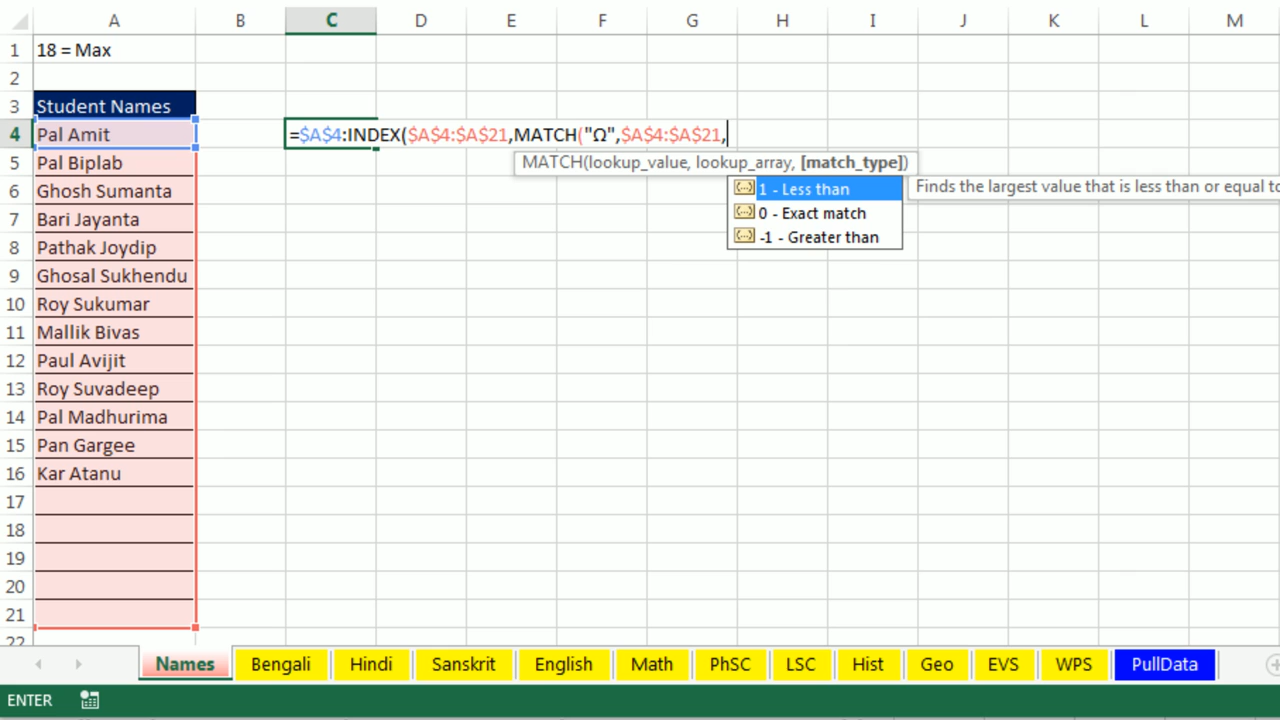 A B C D E F G H I J K L M
1 18 = Max
2
3 Student Names
4 Pal Amit =$A$4:INDEX($A$4:$A$21,MATCH("Ω",$A$4:$A$21,
MATCH(lookup_value, lookup_array, [match_type])
5 Pal Biplab
1 - Less than Finds the largest value that is less than or equal to
6 Ghosh Sumanta
0 - Exact match
7 Bari Jayanta
-1 - Greater than
8 Pathak Joydip
9 Ghosal Sukhendu
10 Roy Sukumar
11 Mallik Bivas
12 Paul Avijit
13 Roy Suvadeep
14 Pal Madhurima
15 Pan Gargee
16 Kar Atanu
17
18
19
20
21
22
Names Bengali Hindi Sanskrit English Math PhSC LSC Hist Geo EVS WPS PullData
ENTER